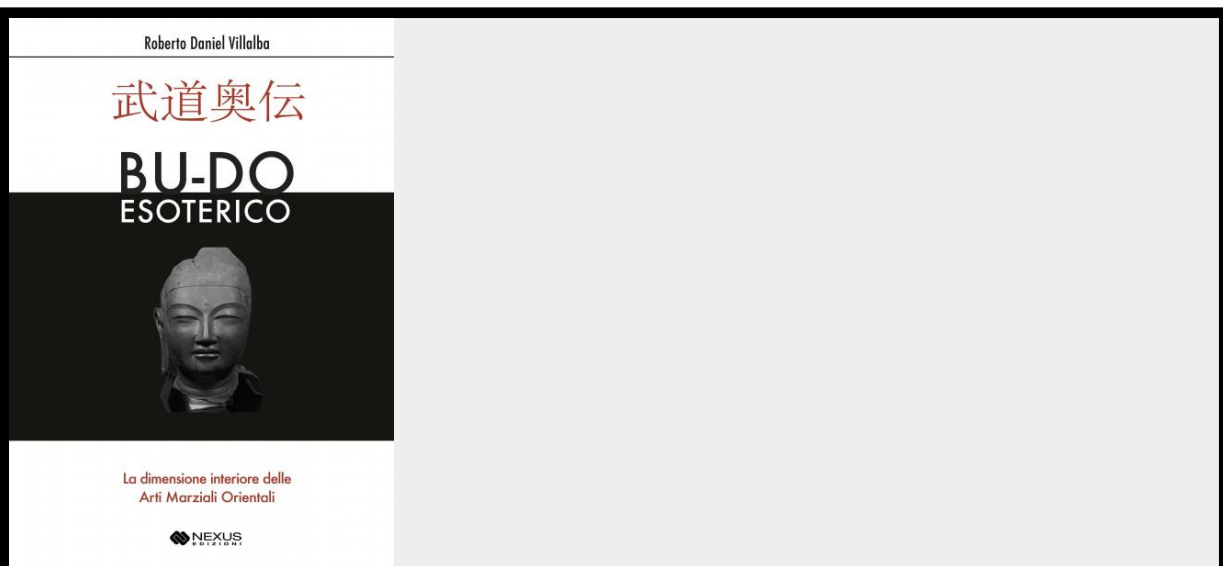 Roberto Daniel Villalba
武道奥伝
BU-DO
ESOTERICO
La dimensione interiore delle
Arti Marziali Orientali
NEXUS
EDIZIONI